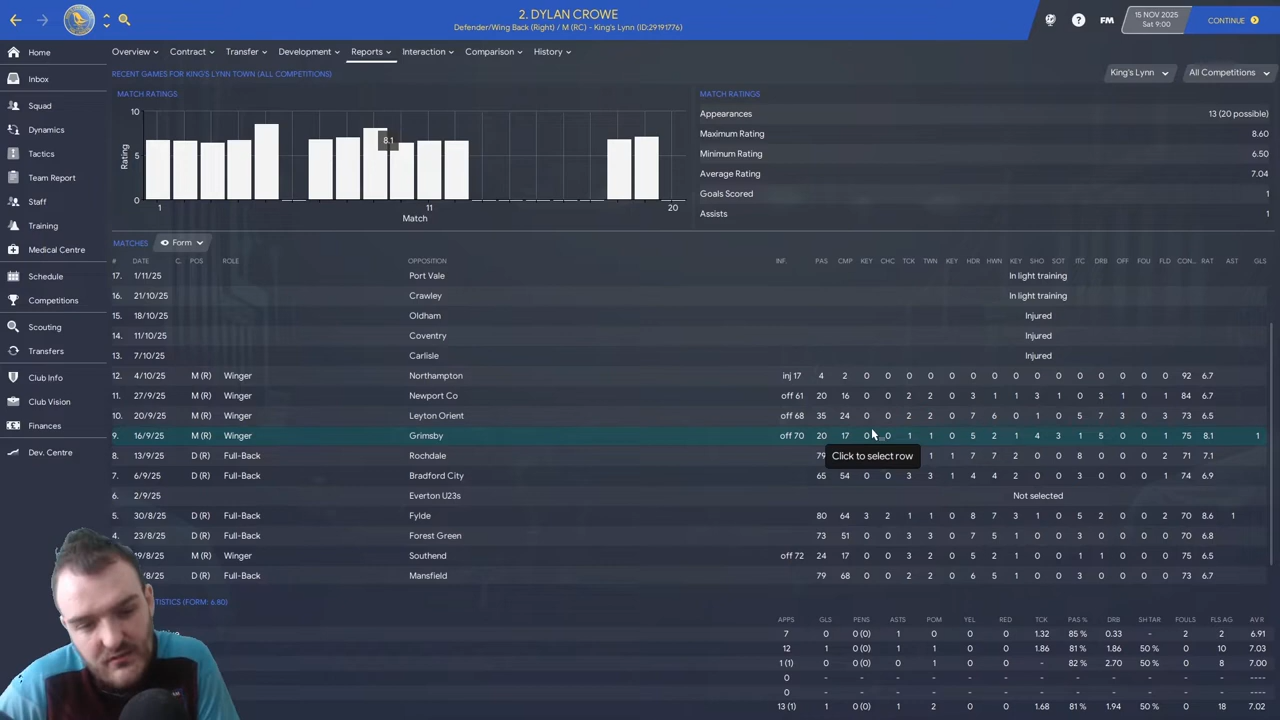 2. DYLAN CROWE
Defender/Wing Back (Right) / M (RC) - King's Lynn (ID:29191776)
FM
15 NOV 2025
Sat 9:00
CONTINUE
Home
Inbox
Squad
Dynamics
Tactics
Team Report
Staff
Training
Medical Centre
Schedule
Competitions
Scouting
Transfers
Club Info
Club Vision
Finances
Dev. Centre
Overview Contract Transfer Development Reports Interaction Comparison History
RECENT GAMES FOR KING'S LYNN TOWN (ALL COMPETITIONS)
King's Lynn All Competitions
MATCH RATINGS
10
5
0
Rating
8.1
1 11 20
Match
MATCH RATINGS
Appearances 13 (20 possible)
Maximum Rating 8.60
Minimum Rating 6.50
Average Rating 7.04
Goals Scored 1
Assists 1
MATCHES Form
# DATE C. POS ROLE OPPOSITION INF. PAS CMP KEY CHC TCK TWN KEY HDR HWN KEY SHO SOT ITC DRB OFF FOU FLD CON... RAT AST GLS
17. 1/11/25 Port Vale In light training
16. 21/10/25 Crawley In light training
15. 18/10/25 Oldham Injured
14. 11/10/25 Coventry Injured
13. 7/10/25 Carlisle Injured
12. 4/10/25 M (R) Winger Northampton inj 17 4 2 0 0 0 0 0 0 0 0 0 0 0 0 0 0 0 92 6.7
11. 27/9/25 M (R) Winger Newport Co off 61 20 16 0 0 2 2 0 3 1 1 3 1 0 3 1 0 1 84 6.7
10. 20/9/25 M (R) Winger Leyton Orient off 68 35 24 0 0 2 2 0 7 6 0 1 0 5 7 3 0 3 73 6.5
9. 16/9/25 M (R) Winger Grimsby off 70 20 17 0 0 1 1 0 5 2 1 4 3 1 5 0 0 1 75 8.1 1
8. 13/9/25 D (R) Full-Back Rochdale 79 1 1 7 7 2 0 0 8 1 0 0 2 71 7.1
Click to select row
7. 6/9/25 D (R) Full-Back Bradford City 65 54 0 0 3 3 1 4 4 2 0 0 3 0 0 0 1 74 6.9
6. 2/9/25 Everton U23s Not selected
5. 30/8/25 D (R) Full-Back Fylde 80 64 3 2 1 1 0 8 7 3 1 0 5 2 0 0 2 70 8.6 1
4. 23/8/25 D (R) Full-Back Forest Green 73 51 0 0 3 3 0 7 5 1 0 0 3 0 0 0 0 70 6.8
19/8/25 M (R) Winger Southend off 72 24 17 0 0 3 2 0 5 2 1 0 0 1 1 0 0 0 75 6.5
/8/25 D (R) Full-Back Mansfield 79 68 0 0 2 2 0 6 5 1 0 0 3 0 0 0 0 73 6.7
TISTICS (FORM: 6.80)
APPS GLS PENS ASTS POM YEL RED TCK PAS % DRB SH TAR FOULS FLS AG AV R
7 0 0 (0) 1 0 0 0 1.32 85 % 0.33 - 2 2 6.91
12 1 0 (0) 1 1 0 0 1.86 81 % 1.86 50 % 0 10 7.03
1 (1) 0 0 (0) 0 1 0 0 - 82 % 2.70 50 % 0 8 7.00
0 - - - - - - - - - - - - ----
0 - - - - - - - - - - - - ----
13 (1) 1 0 (0) 1 2 0 0 1.68 81 % 1.94 50 % 0 18 7.02